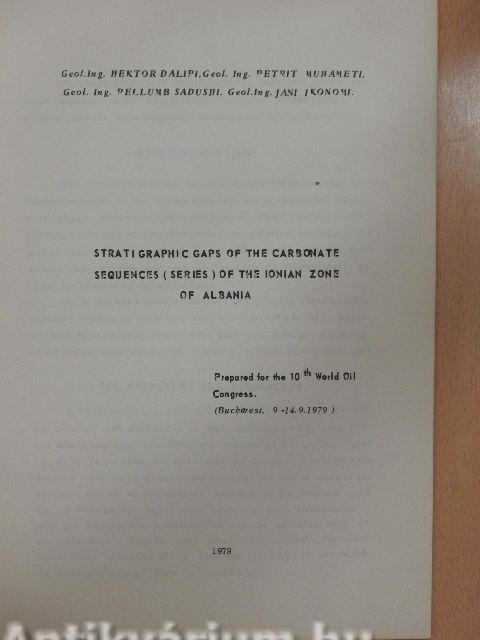 Geol.Ing. HEKTOR DALIPI, Geol. Ing. PETRIT MUHAMETI,
Geol. Ing. PELLUMB SADUSHI. Geol.Ing. JANI IKONOMI.
STRATIGRAPHIC GAPS OF THE CARBONATE
SEQUENCES (SERIES) OF THE IONIAN ZONE
OF ALBANIA
Prepared for the 10 th World Oil
Congress.
(Bucharest, 9-14.9.1979)
1979
Antikvárium.hu